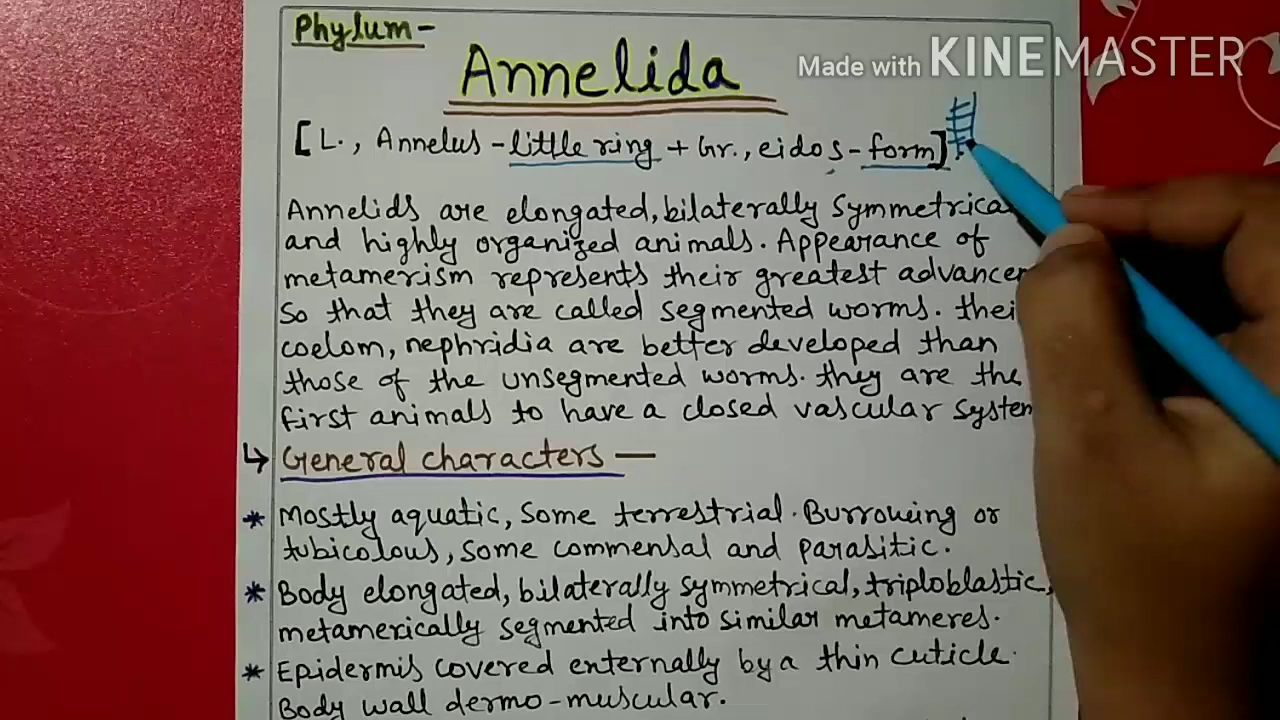 Phylum-
Made with KINEMASTER
Annelida
[L., Annelus - little ring + Gr., eidos - form]
Annelids are elongated, bilaterally symmetrica
and highly organized animals. Appearance of
metamerism represents their greatest advancem
So that they are called segmented worms. thei
coelom, nephridia are better developed than
those of the unsegmented worms. they are the
first animals to have a closed vascular system
↳ General characters —
* Mostly aquatic, some terrestrial. Burrowing or
tubicolous, some commensal and parasitic.
* Body elongated, bilaterally symmetrical, triploblastic,
metamerically segmented into similar metameres.
* Epidermis covered enternally by a thin cuticle.
Body wall dermo-muscular.